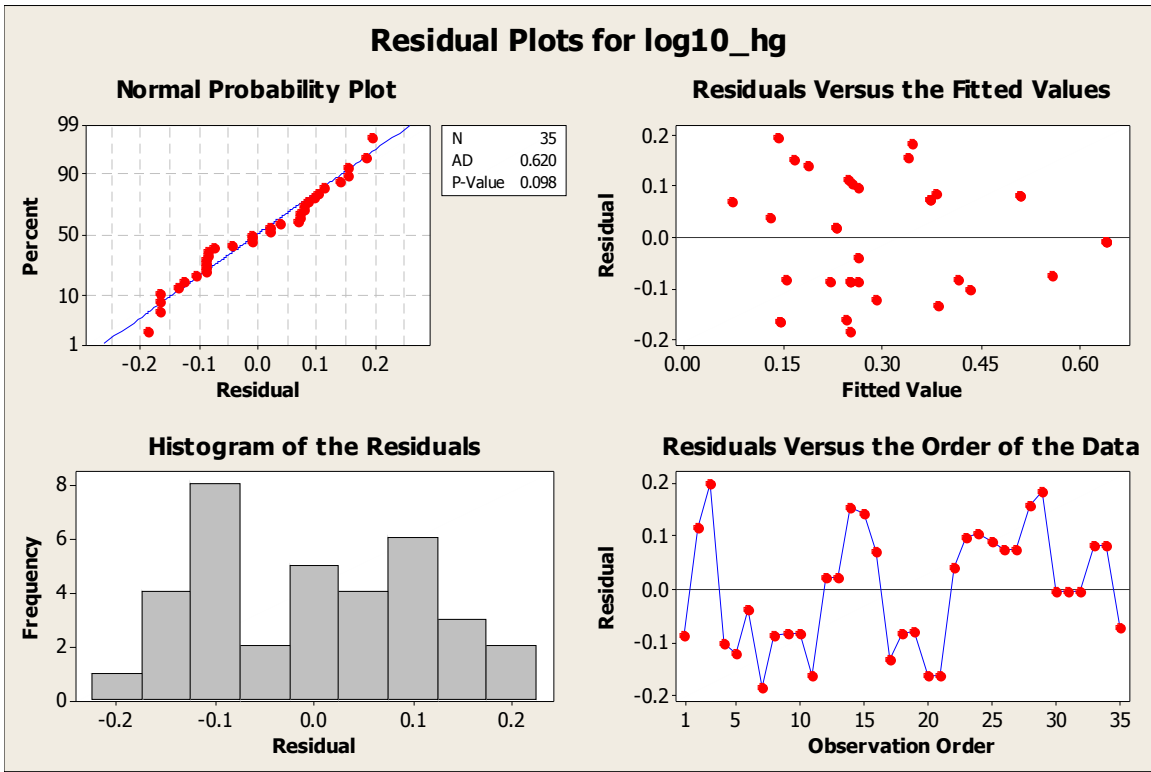 Residual Plots for log10_hg
Normal Probability Plot
99
90
50
10
1
Percent
-0.2 -0.1 0.0 0.1 0.2
Residual
N 35
AD 0.620
P-Value 0.098
Residuals Versus the Fitted Values
0.2
0.1
0.0
-0.1
-0.2
Residual
0.00 0.15 0.30 0.45 0.60
Fitted Value
Histogram of the Residuals
8
6
4
2
0
Frequency
-0.2 -0.1 0.0 0.1 0.2
Residual
Residuals Versus the Order of the Data
0.2
0.1
0.0
-0.1
-0.2
Residual
1 5 10 15 20 25 30 35
Observation Order